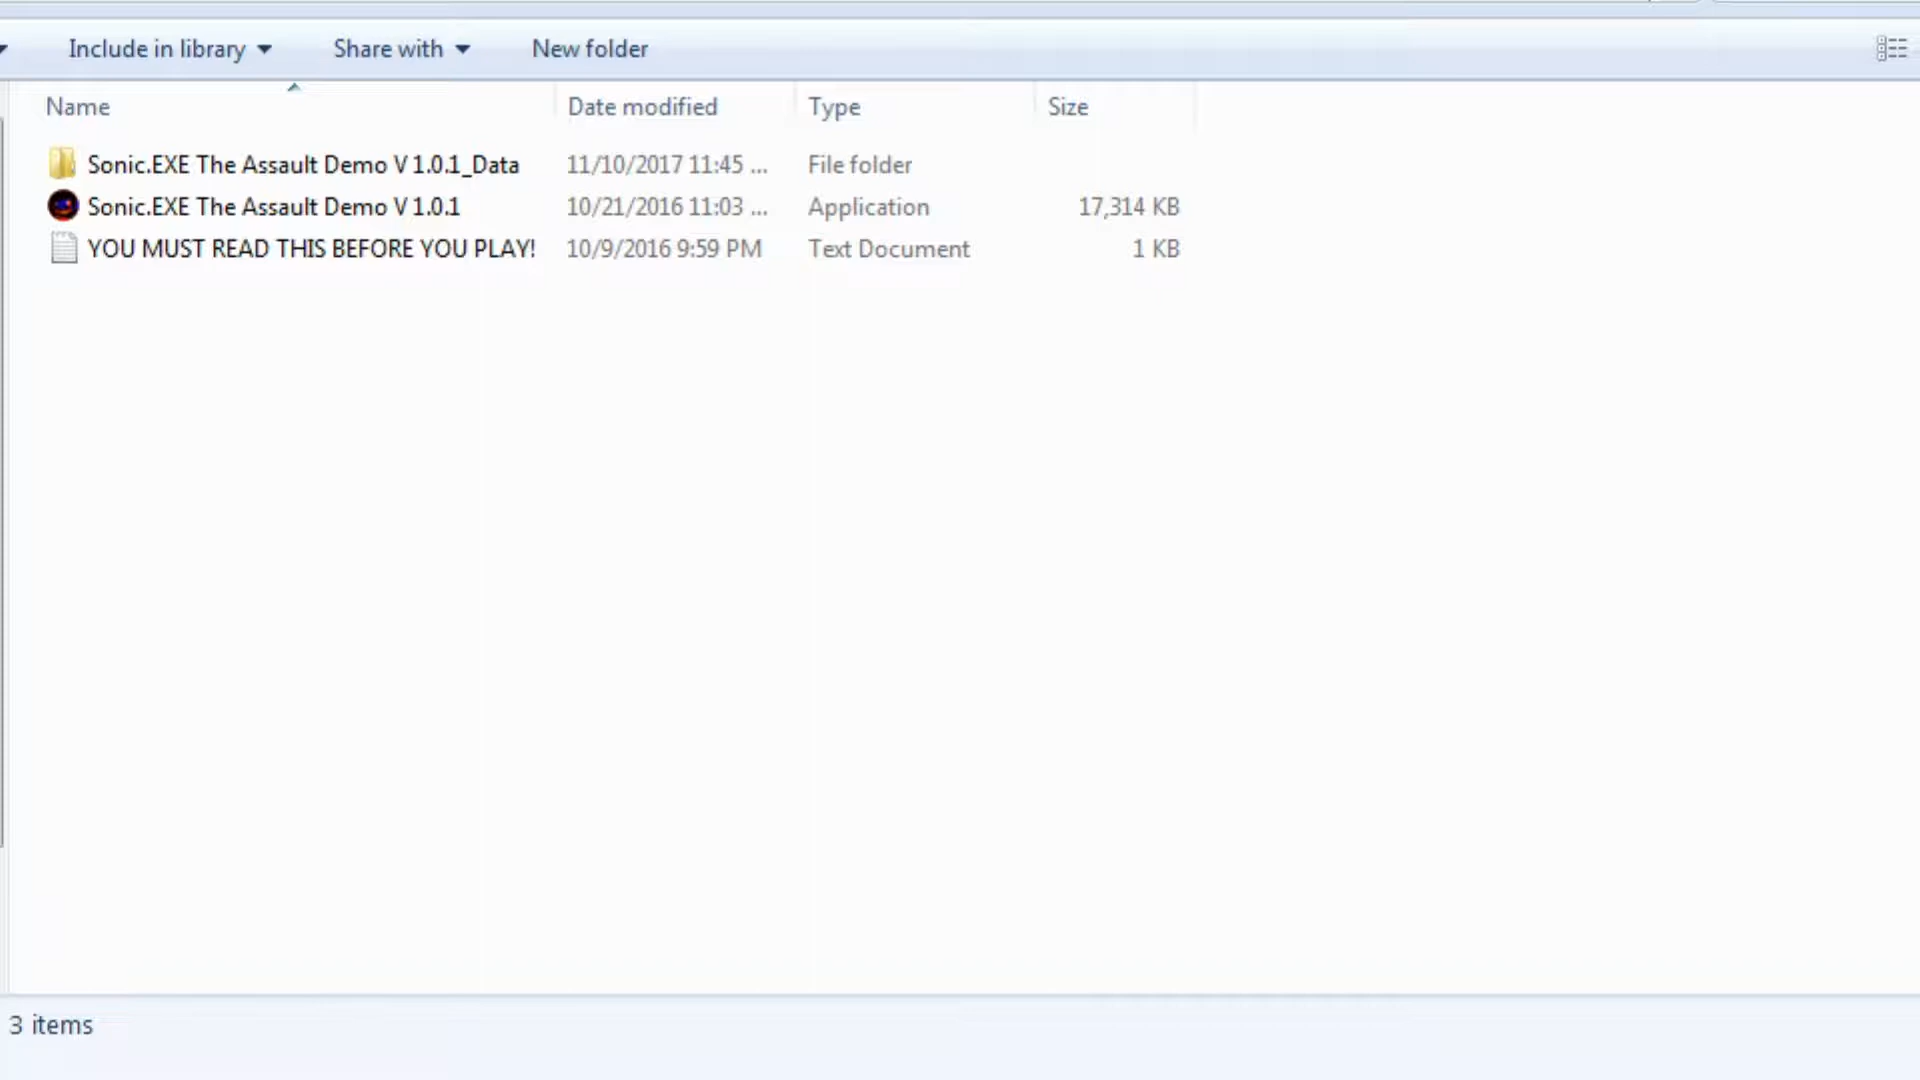 Include in library Share with New folder
Name Date modified Type Size
Sonic.EXE The Assault Demo V 1.0.1_Data 11/10/2017 11:45 ... File folder
Sonic.EXE The Assault Demo V 1.0.1 10/21/2016 11:03 ... Application 17,314 KB
YOU MUST READ THIS BEFORE YOU PLAY! 10/9/2016 9:59 PM Text Document 1 KB
3 items